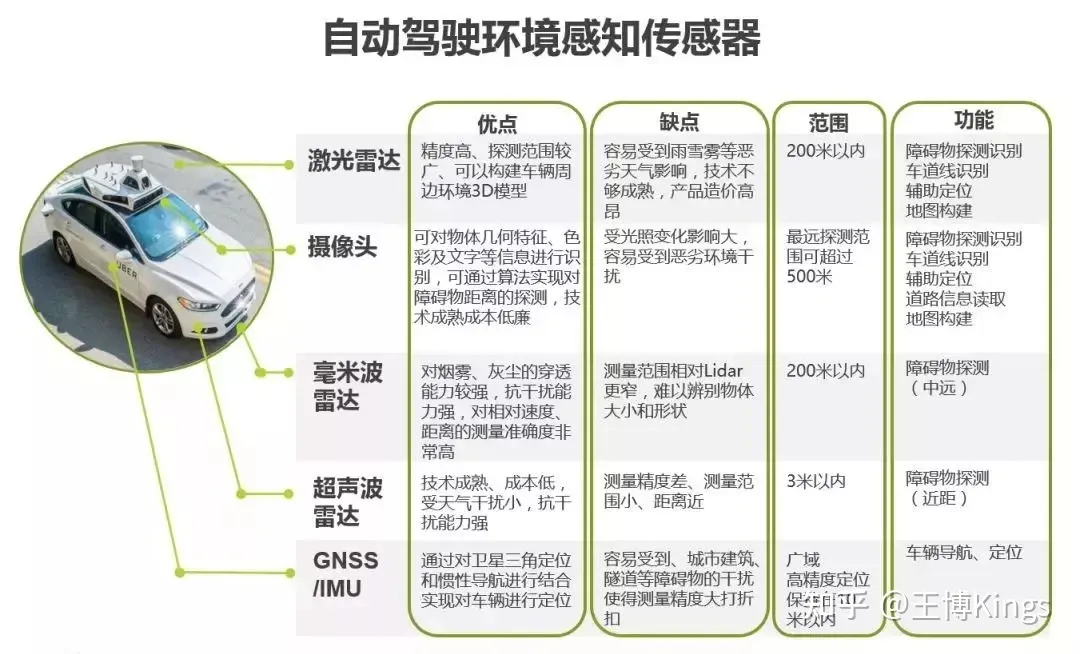 自动驾驶环境感知传感器
优点
缺点
范围
功能
激光雷达
精度高、探测范围较
广、可以构建车辆周
边环境3D模型
容易受到雨雪雾等恶
劣天气影响，技术不
够成熟，产品造价高
昂
200米以内
障碍物探测识别
车道线识别
辅助定位
地图构建
摄像头
可对物体几何特征、色
彩及文字等信息进行识
别，可通过算法实现对
障碍物距离的探测，技
术成熟成本低廉
受光照变化影响大，
容易受到恶劣环境干
扰
最远探测范
围可超过
500米
障碍物探测识别
车道线识别
辅助定位
道路信息读取
地图构建
毫米波
雷达
对烟雾、灰尘的穿透
能力较强，抗干扰能
力强，对相对速度、
距离的测量准确度非
常高
测量范围相对Lidar
更窄，难以辨别物体
大小和形状
200米以内
障碍物探测
（中远）
超声波
雷达
技术成熟、成本低，
受天气干扰小，抗干
扰能力强
测量精度差、测量范
围小、距离近
3米以内
障碍物探测
（近距）
GNSS
/IMU
通过对卫星三角定位
和惯性导航进行结合
实现对车辆进行定位
容易受到、城市建筑、
隧道等障碍物的干扰
使得测量精度大打折
扣
广域
高精度定位
保持在10
米以内
车辆导航、定位
UBER
知乎 @王博Kings